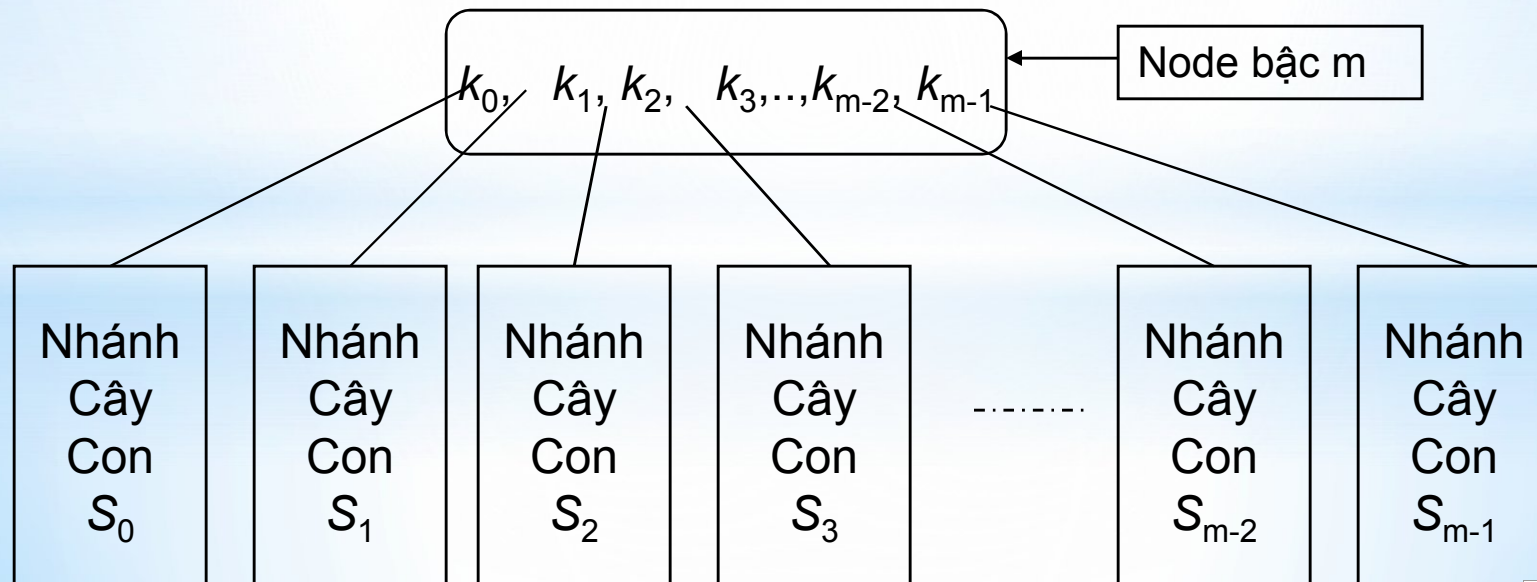 Node bậc m
k₀, k₁, k₂, k₃,..,kₘ₋₂, kₘ₋₁
Nhánh
Cây
Con
S₀
Nhánh
Cây
Con
S₁
Nhánh
Cây
Con
S₂
Nhánh
Cây
Con
S₃
Nhánh
Cây
Con
Sₘ₋₂
Nhánh
Cây
Con
Sₘ₋₁